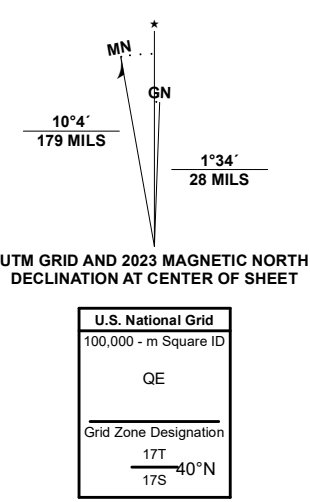 ★
MN
GN
10°4´
179 MILS
1°34´
28 MILS
UTM GRID AND 2023 MAGNETIC NORTH
DECLINATION AT CENTER OF SHEET
U.S. National Grid
100,000 - m Square ID
QE
Grid Zone Designation
17T
40°N
17S